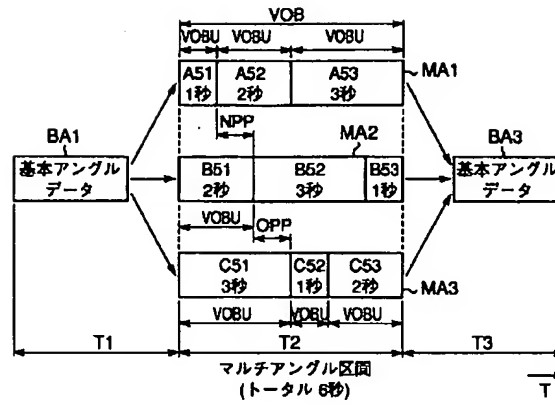 VOB
VOBU VOBU VOBU
A51 A52 A53
1秒 2秒 3秒
MA1
NPP
MA2
BA1
基本アングル
データ
B51 B52 B53
2秒 3秒 1秒
BA3
基本アングル
データ
VOBU
OPP
C51 C52 C53
3秒 1秒 2秒
MA3
VOBU VOBU VOBU
T1 T2 T3
マルチアングル区間
(トータル 6秒)
T